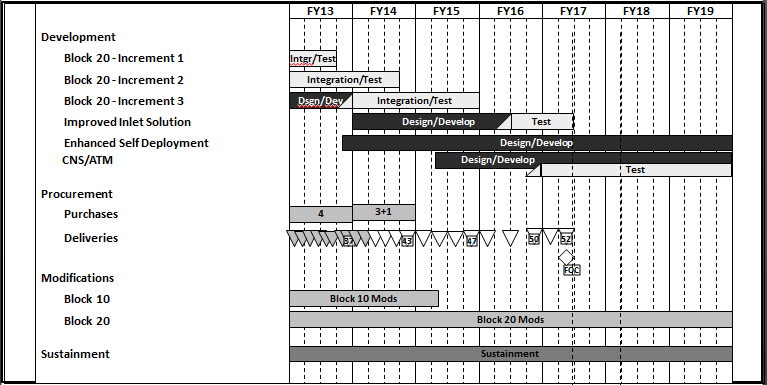 FY13 FY14 FY15 FY16 FY17 FY18 FY19
Development
Block 20 - Increment 1 Intgr/Test
Block 20 - Increment 2 Integration/Test
Block 20 - Increment 3 Dsgn/Dev Integration/Test
Improved Inlet Solution Design/Develop Test
Enhanced Self Deployment Design/Develop
CNS/ATM Design/Develop
Test
Procurement
Purchases 4 3+1
Deliveries 37 43 47 50 52
FOC
Modifications
Block 10 Block 10 Mods
Block 20 Block 20 Mods
Sustainment Sustainment